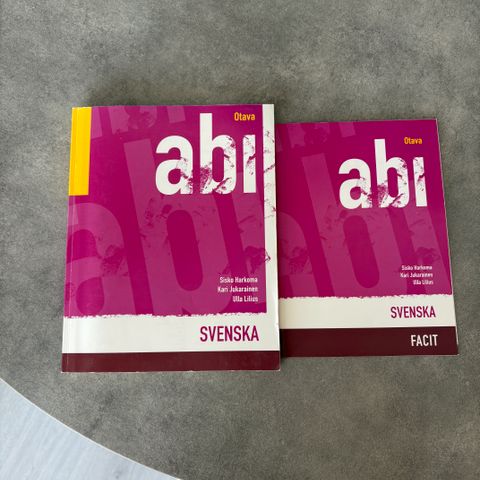 Otava
abi
Sisko Harkoma
Kari Jukarainen
Ulla Lilius
SVENSKA
Otava
abi
Sisko Harkoma
Kari Jukarainen
Ulla Lilius
SVENSKA
FACIT